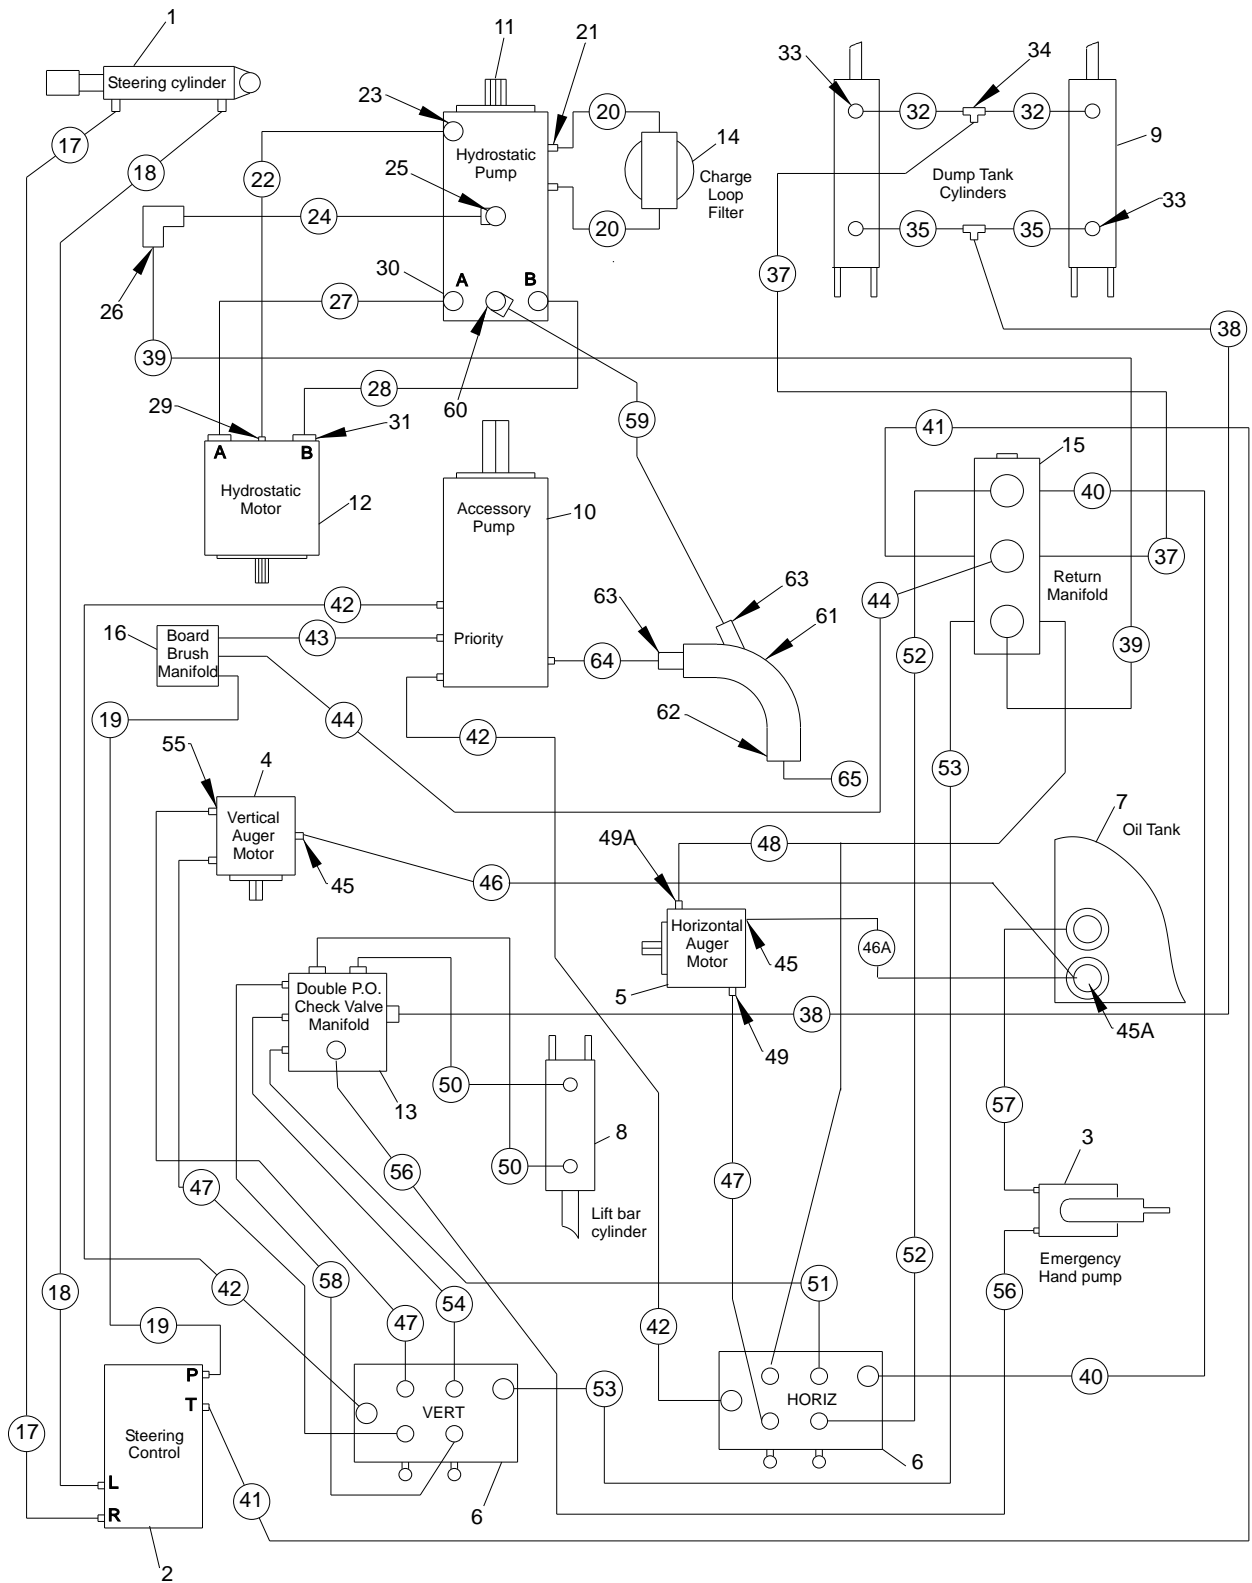 1
11
21
34
33
23
20
32
32
Steering cylinder
17
14
9
Hydrostatic
Pump
18
22
25
Charge
Loop
Filter
Dump Tank
Cylinders
33
24
20
35
35
30
A
B
37
26
27
38
39
28
29
60
31
59
41
15
A
B
Hydrostatic
Motor
12
Accessory
Pump
10
40
37
63
63
Return
Manifold
42
44
61
16
Board
Brush
Manifold
43
Priority
64
52
39
19
44
62
55
42
4
65
53
Vertical
Auger
Motor
7
Oil Tank
49A
48
45
46
Horizontal
Auger
Motor
46A
45
5
Double P.O.
Check Valve
Manifold
38
45A
49
50
13
57
8
3
50
56
47
47
Lift bar
cylinder
52
Emergency
Hand pump
58
51
42
18
54
56
47
42
19
P
53
40
T
VERT
HORIZ
17
Steering
Control
6
L
41
6
R
2